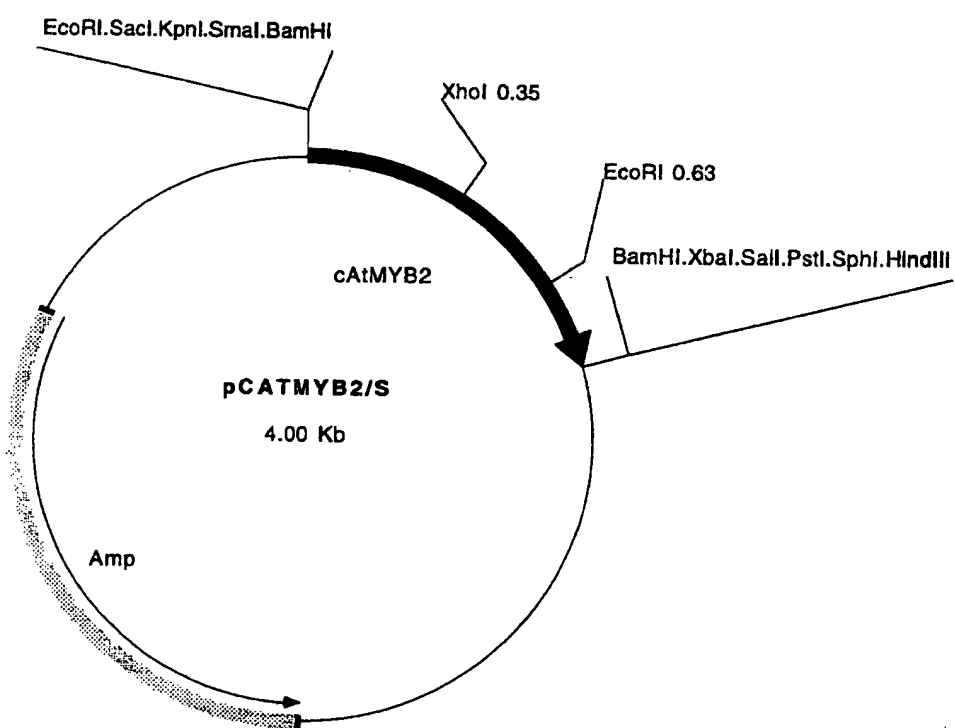 EcoRI.SacI.KpnI.SmaI.BamHI
XhoI 0.35
EcoRI 0.63
BamHI.XbaI.SalI.PstI.SphI.HindIII
cAtMYB2
pCATMYB2/S
4.00 Kb
Amp